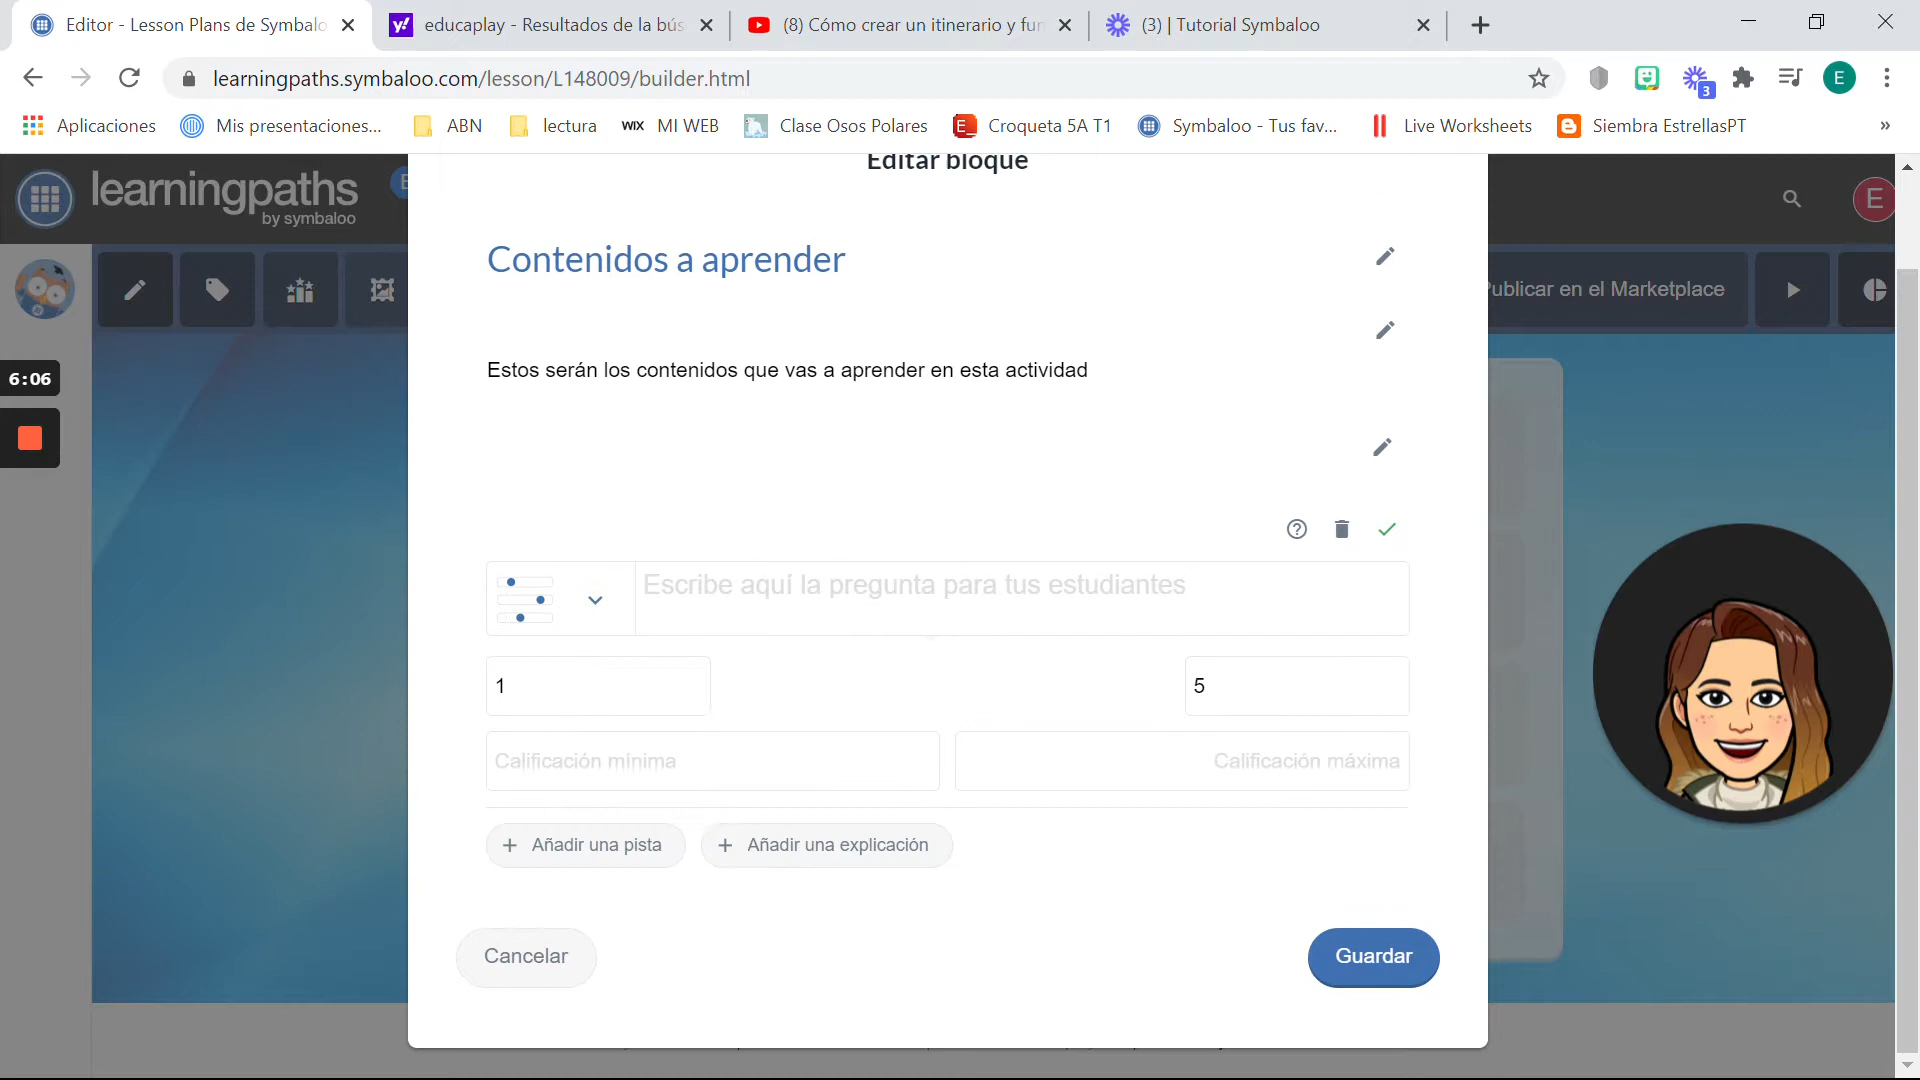 Editor - Lesson Plans de Symbalo
educaplay - Resultados de la bús
(8) Cómo crear un itinerario y fun
(3) | Tutorial Symbaloo
learningpaths.symbaloo.com/lesson/L148009/builder.html
3
E
Aplicaciones
Mis presentaciones...
ABN
lectura
WIX MI WEB
Clase Osos Polares
Croqueta 5A T1
Symbaloo - Tus fav...
Live Worksheets
Siembra EstrellasPT
»
Editar bloque
learningpaths
by symbaloo
E
E
Contenidos a aprender
Publicar en el Marketplace
Estos serán los contenidos que vas a aprender en esta actividad
6:06
Escribe aquí la pregunta para tus estudiantes
1
5
Calificación mínima
Calificación máxima
+ Añadir una pista
+ Añadir una explicación
Cancelar
Guardar